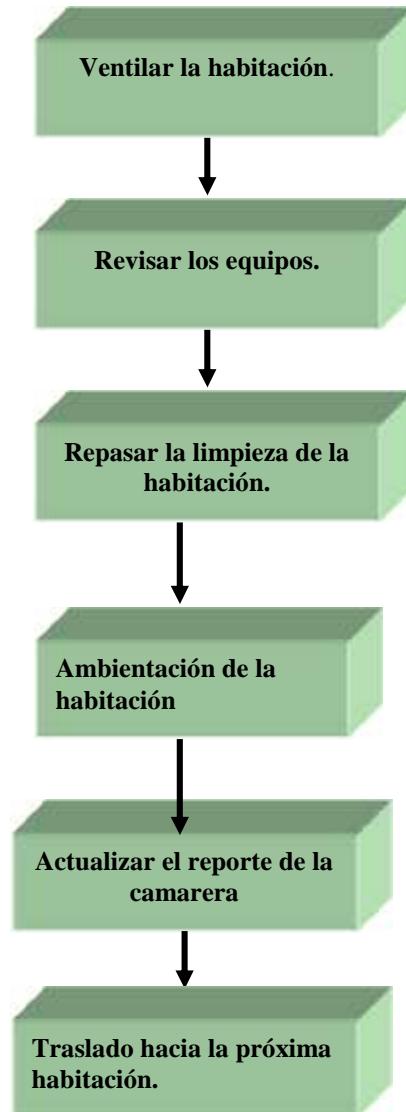 Ventilar la habitación.
Revisar los equipos.
Repasar la limpieza de la
habitación.
Ambientación de la
habitación
Actualizar el reporte de la
camarera
Traslado hacia la próxima
habitación.